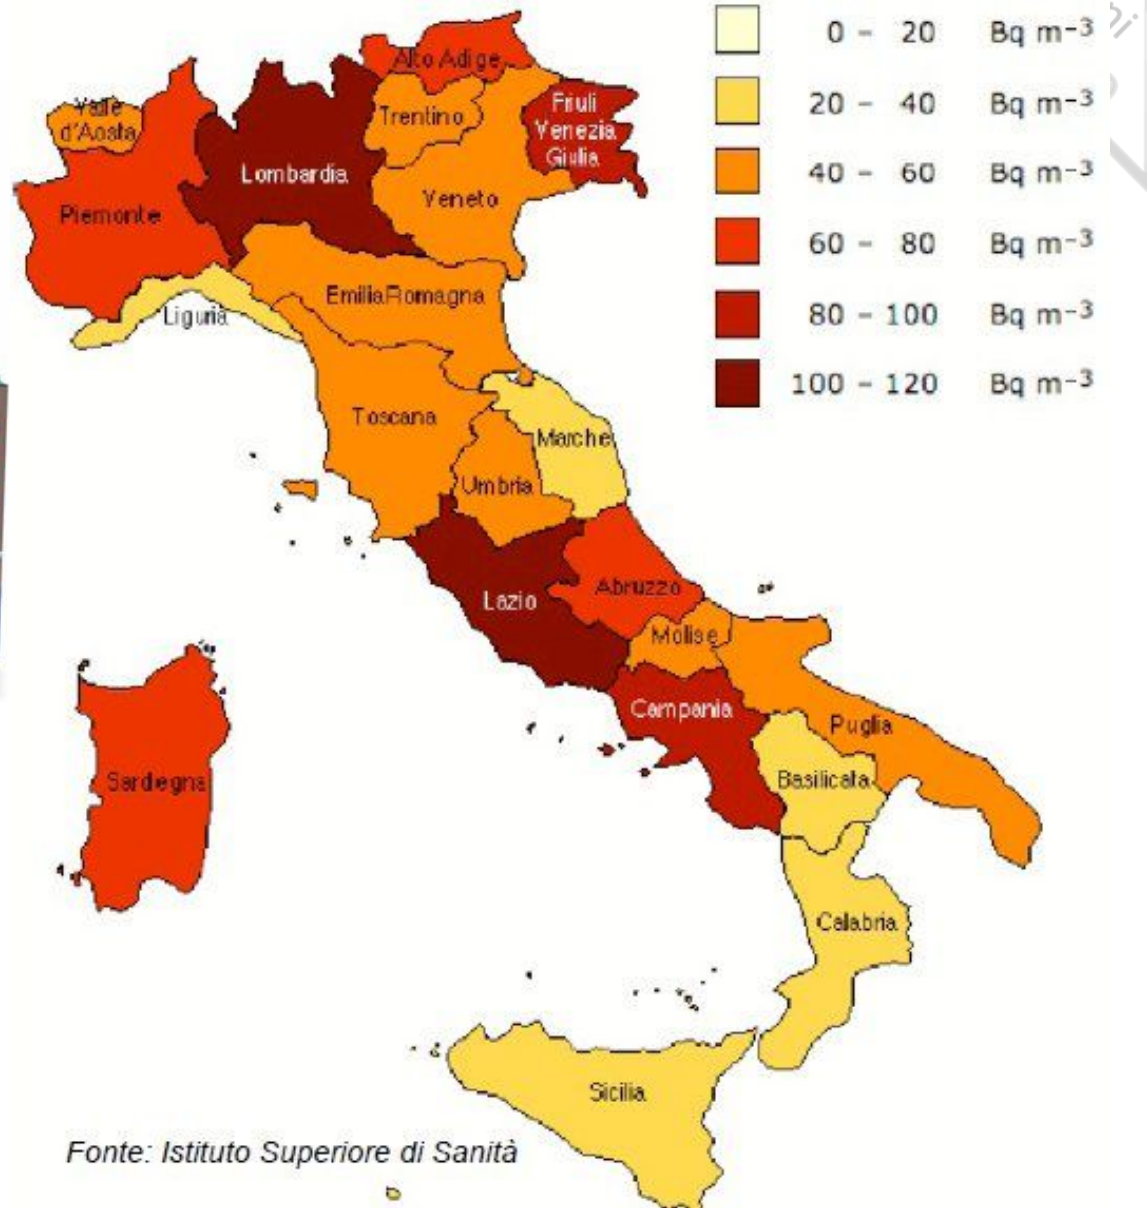 0 - 20 Bq m-3
20 - 40 Bq m-3
40 - 60 Bq m-3
60 - 80 Bq m-3
80 - 100 Bq m-3
100 - 120 Bq m-3
Alto Adige
Valle
d'Aosta
Trentino
Friuli
Venezia
Giulia
Lombardia
Veneto
Piemonte
EmiliaRomagna
Liguria
Toscana
Marche
Umbria
Abruzzo
Lazio
Molise
Campania
Puglia
Basilicata
Sardegna
Calabria
Sicilia
Fonte: Istituto Superiore di Sanità